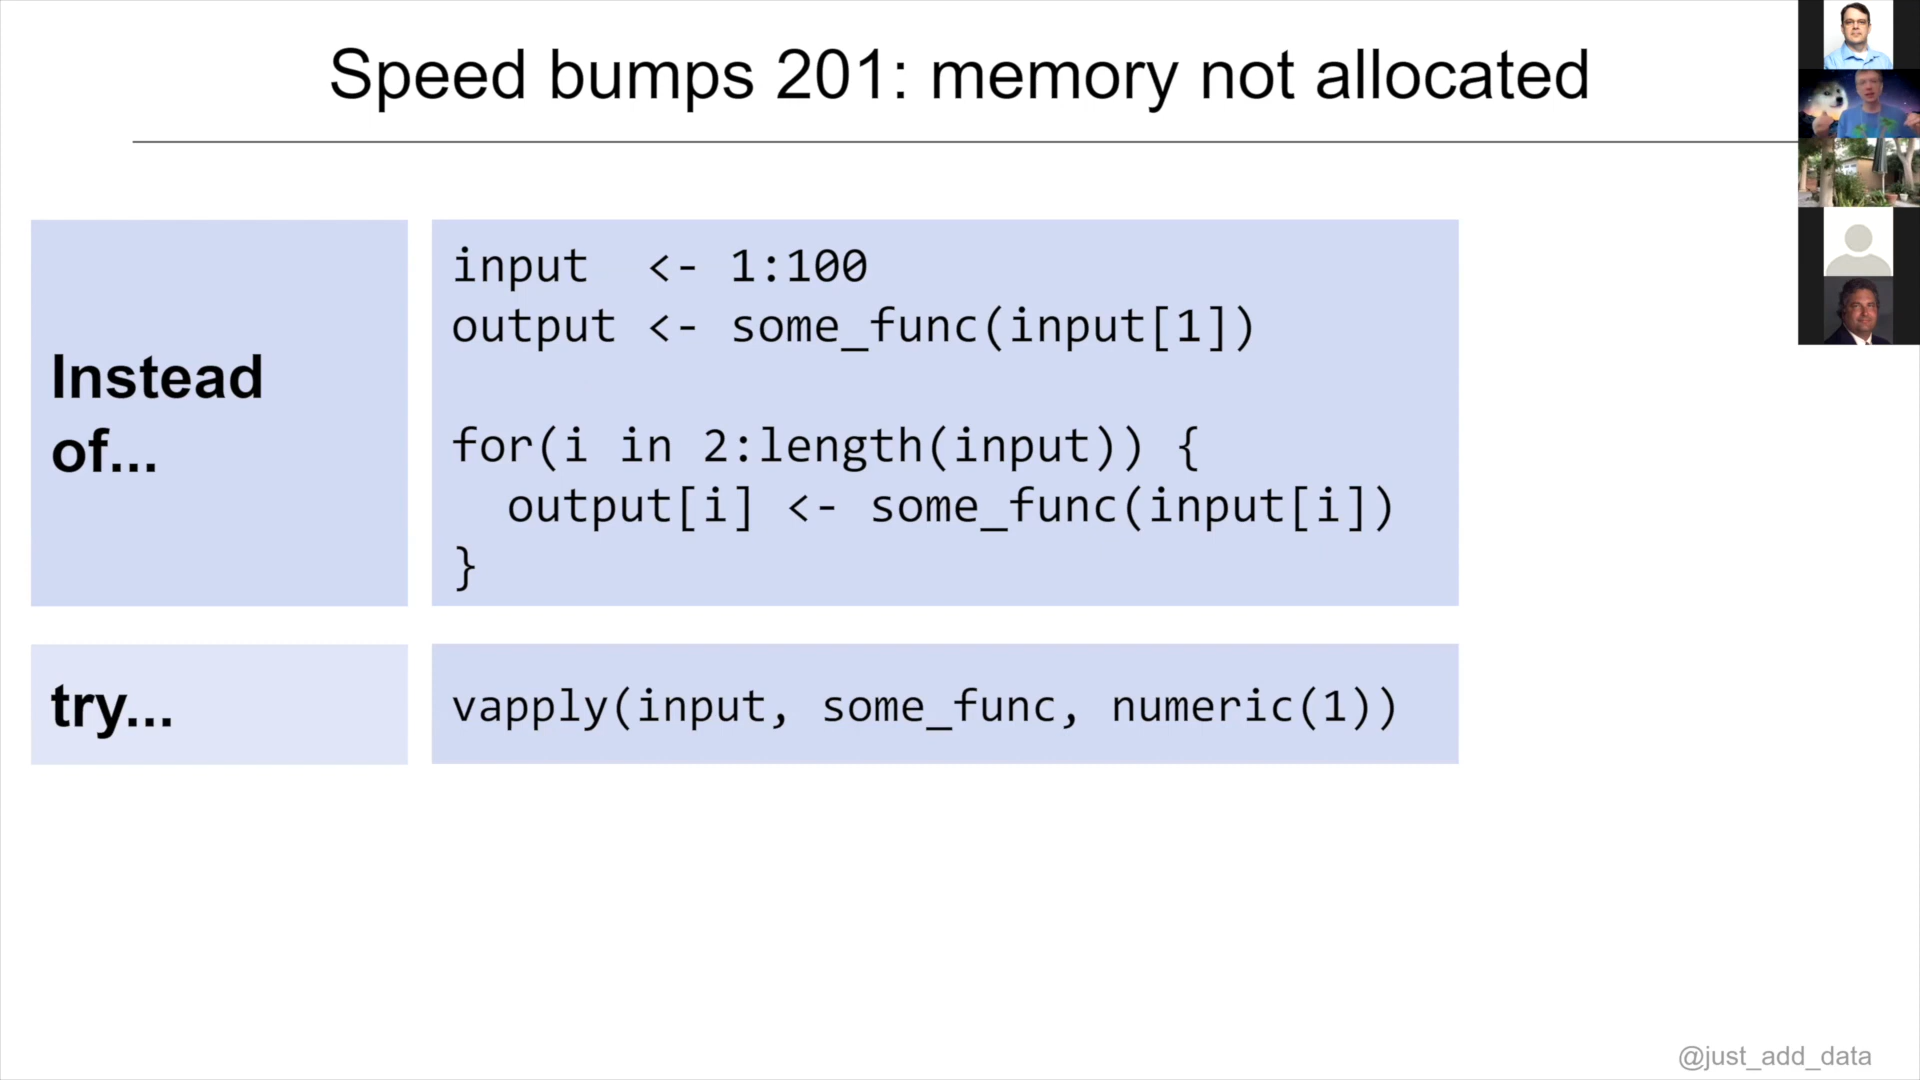 Speed bumps 201: memory not allocated
Instead
of...
input  <- 1:100
output <- some_func(input[1])
for(i in 2:length(input)) {
  output[i] <- some_func(input[i])
}
try...
vapply(input, some_func, numeric(1))
@just_add_data